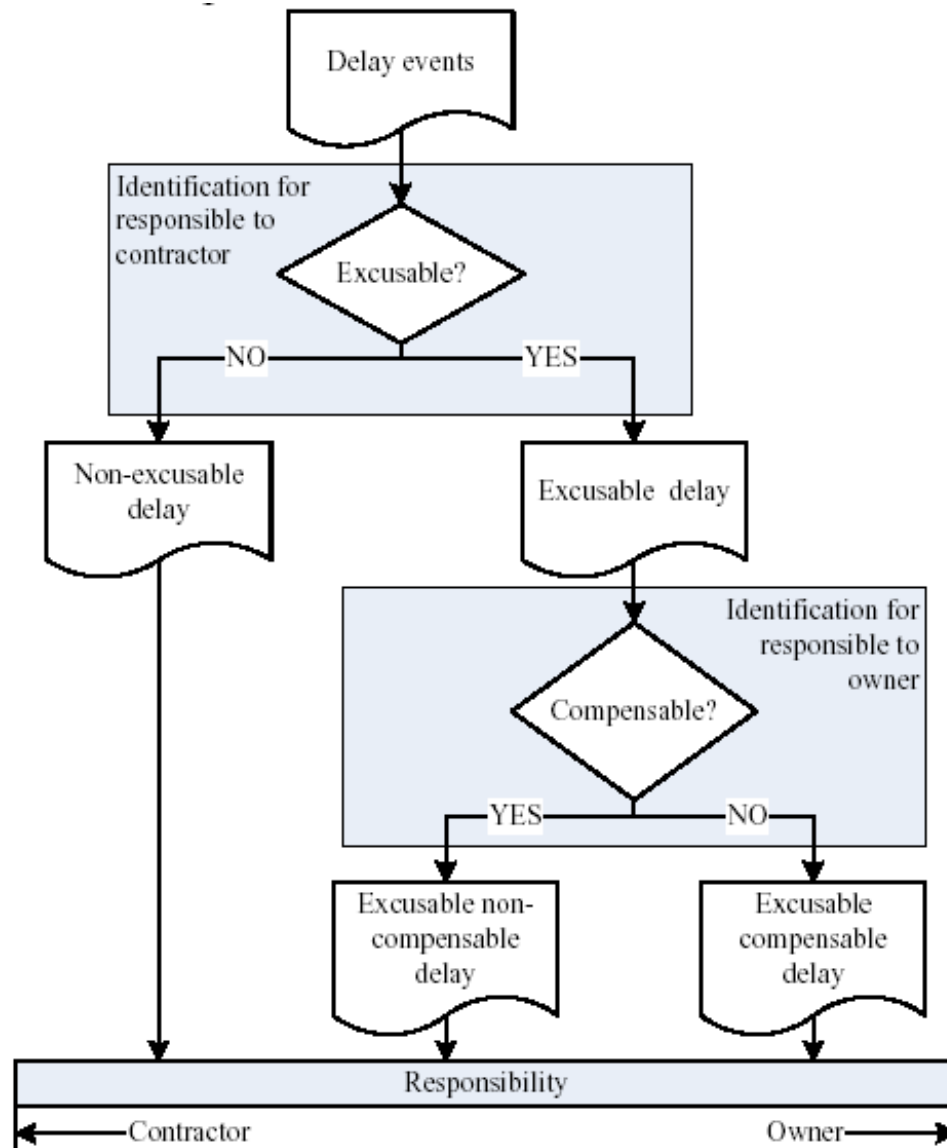 Delay events
Identification for
responsible to
contractor
Excusable?
NO
YES
Non-excusable
delay
Excusable delay
Identification for
responsible to
owner
Compensable?
YES
NO
Excusable non-
compensable
delay
Excusable
compensable
delay
Responsibility
Contractor
Owner